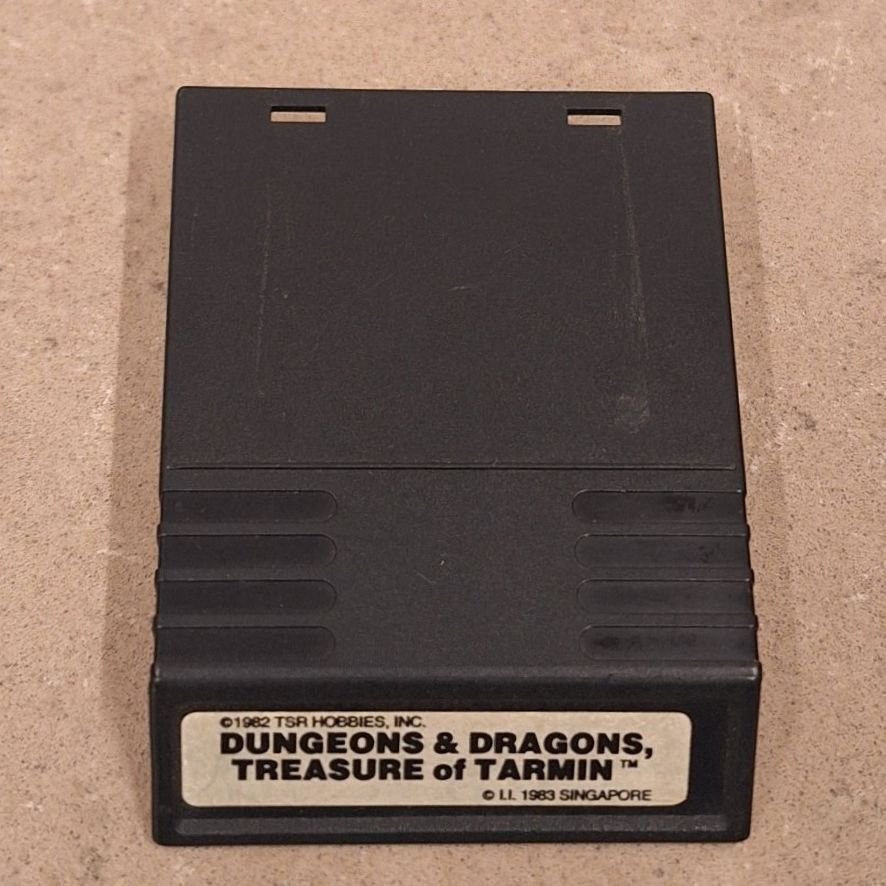 ©1982 TSR HOBBIES, INC.
DUNGEONS & DRAGONS,
TREASURE of TARMIN™
© I.I. 1983 SINGAPORE